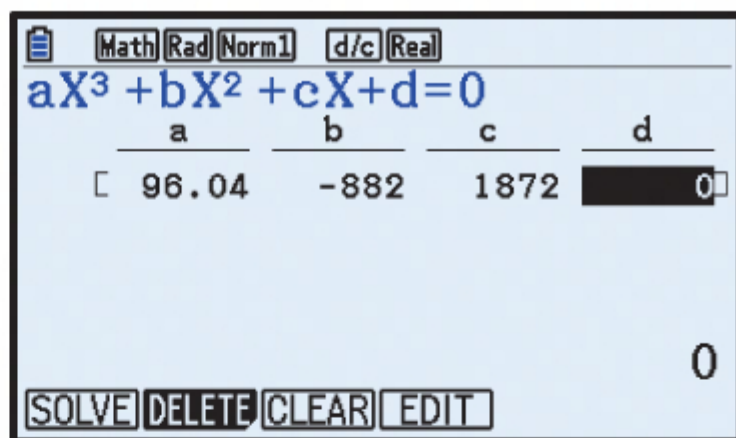 Math Rad Norm1 d/c Real
aX³ +bX² +cX+d=0
a b c d
[ 96.04 -882 1872 0]
0
SOLVE DELETE CLEAR EDIT